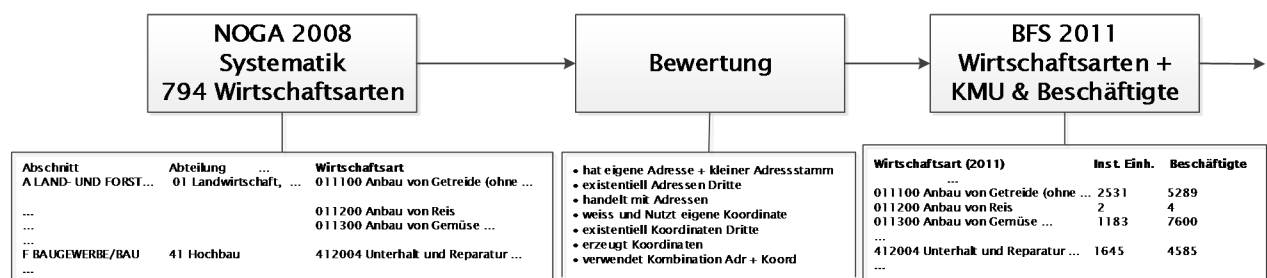 NOGA 2008
Systematik
794 Wirtschaftsarten
Bewertung
BFS 2011
Wirtschaftsarten +
KMU & Beschäftigte
Abschnitt Abteilung ... Wirtschaftsart
A LAND- UND FORST... 01 Landwirtschaft, ... 011100 Anbau von Getreide (ohne ...
... 011200 Anbau von Reis
... 011300 Anbau von Gemüse ...
...
F BAUGEWERBE/BAU 41 Hochbau 412004 Unterhalt und Reparatur ...
...
• hat eigene Adresse + kleiner Adressstamm
• existentiell Adressen Dritte
• handelt mit Adressen
• weiss und Nutzt eigene Koordinate
• existentiell Koordinaten Dritte
• erzeugt Koordinaten
• verwendet Kombination Adr + Koord
Wirtschaftsart (2011) Inst. Einh. Beschäftigte
...
011100 Anbau von Getreide (ohne ... 2531 5289
011200 Anbau von Reis 2 4
011300 Anbau von Gemüse ... 1183 7600
...
412004 Unterhalt und Reparatur ... 1645 4585
...